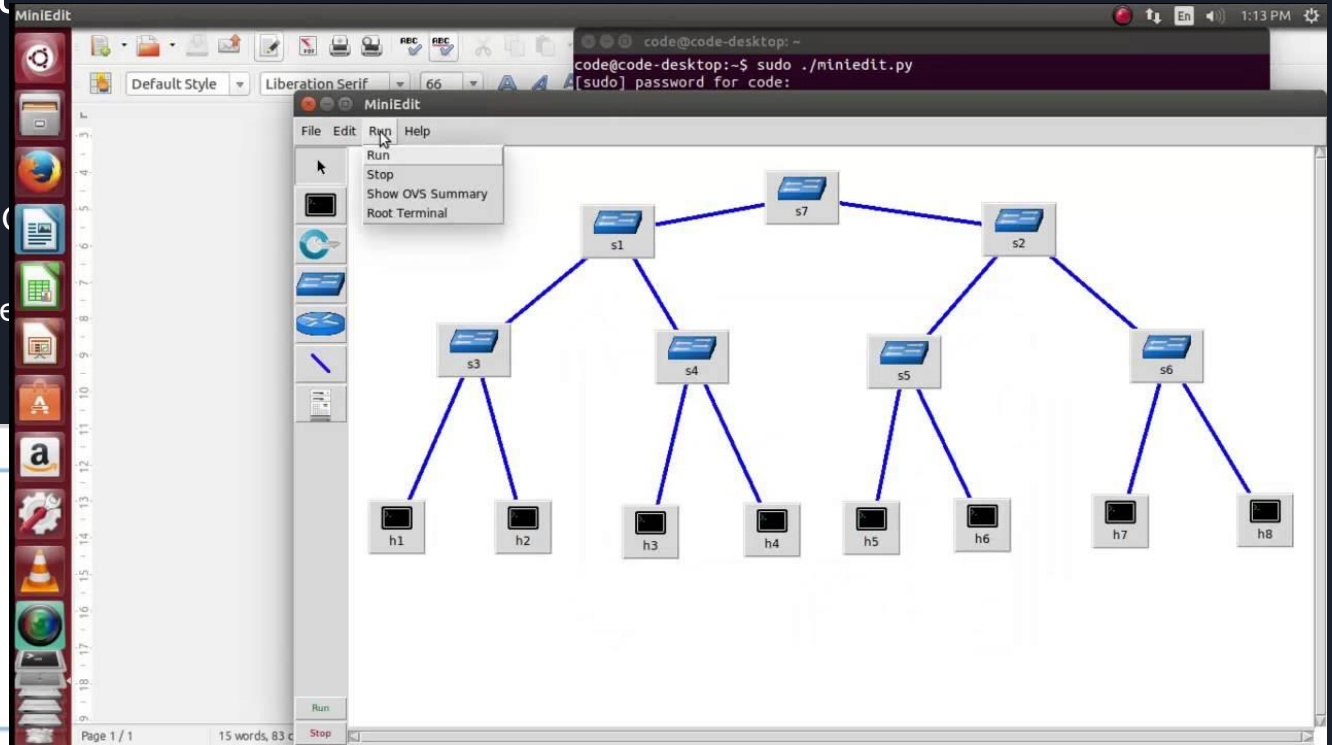 MiniEdit
En
1:13 PM
code@code-desktop: ~
Default Style
Liberation Serif
66
code@code-desktop:~$ sudo ./miniedit.py
[sudo] password for code:
MiniEdit
File Edit Run Help
Run
Stop
Show OVS Summary
Root Terminal
s7
s1
s2
s3
s4
s5
s6
h1
h2
h3
h4
h5
h6
h7
h8
Run
Stop
Page 1 / 1
15 words, 83 c